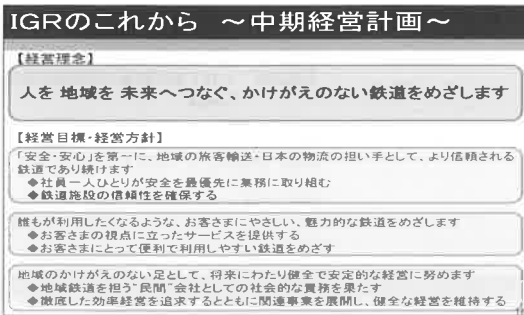 IGRのこれから ～中期経営計画～
【経営理念】
人を 地域を 未来へつなぐ、かけがえのない鉄道をめざします
【経営目標・経営方針】
「安全・安心」を第一に、地域の旅客輸送・日本の物流の担い手として、より信頼される
鉄道であり続けます
◆社員一人ひとりが安全を最優先に業務に取り組む
◆鉄道施設の信頼性を確保する
誰もが利用したくなるような、お客さまにやさしい、魅力的な鉄道をめざします
◆お客さまの視点に立ったサービスを提供する
◆お客さまにとって便利で利用しやすい鉄道をめざす
地域のかけがえのない足として、将来にわたり健全で安定的な経営に努めます
◆地域鉄道を担う“民間”会社としての社会的な責務を果たす
◆徹底した効率経営を追求するとともに関連事業を展開し、健全な経営を維持する